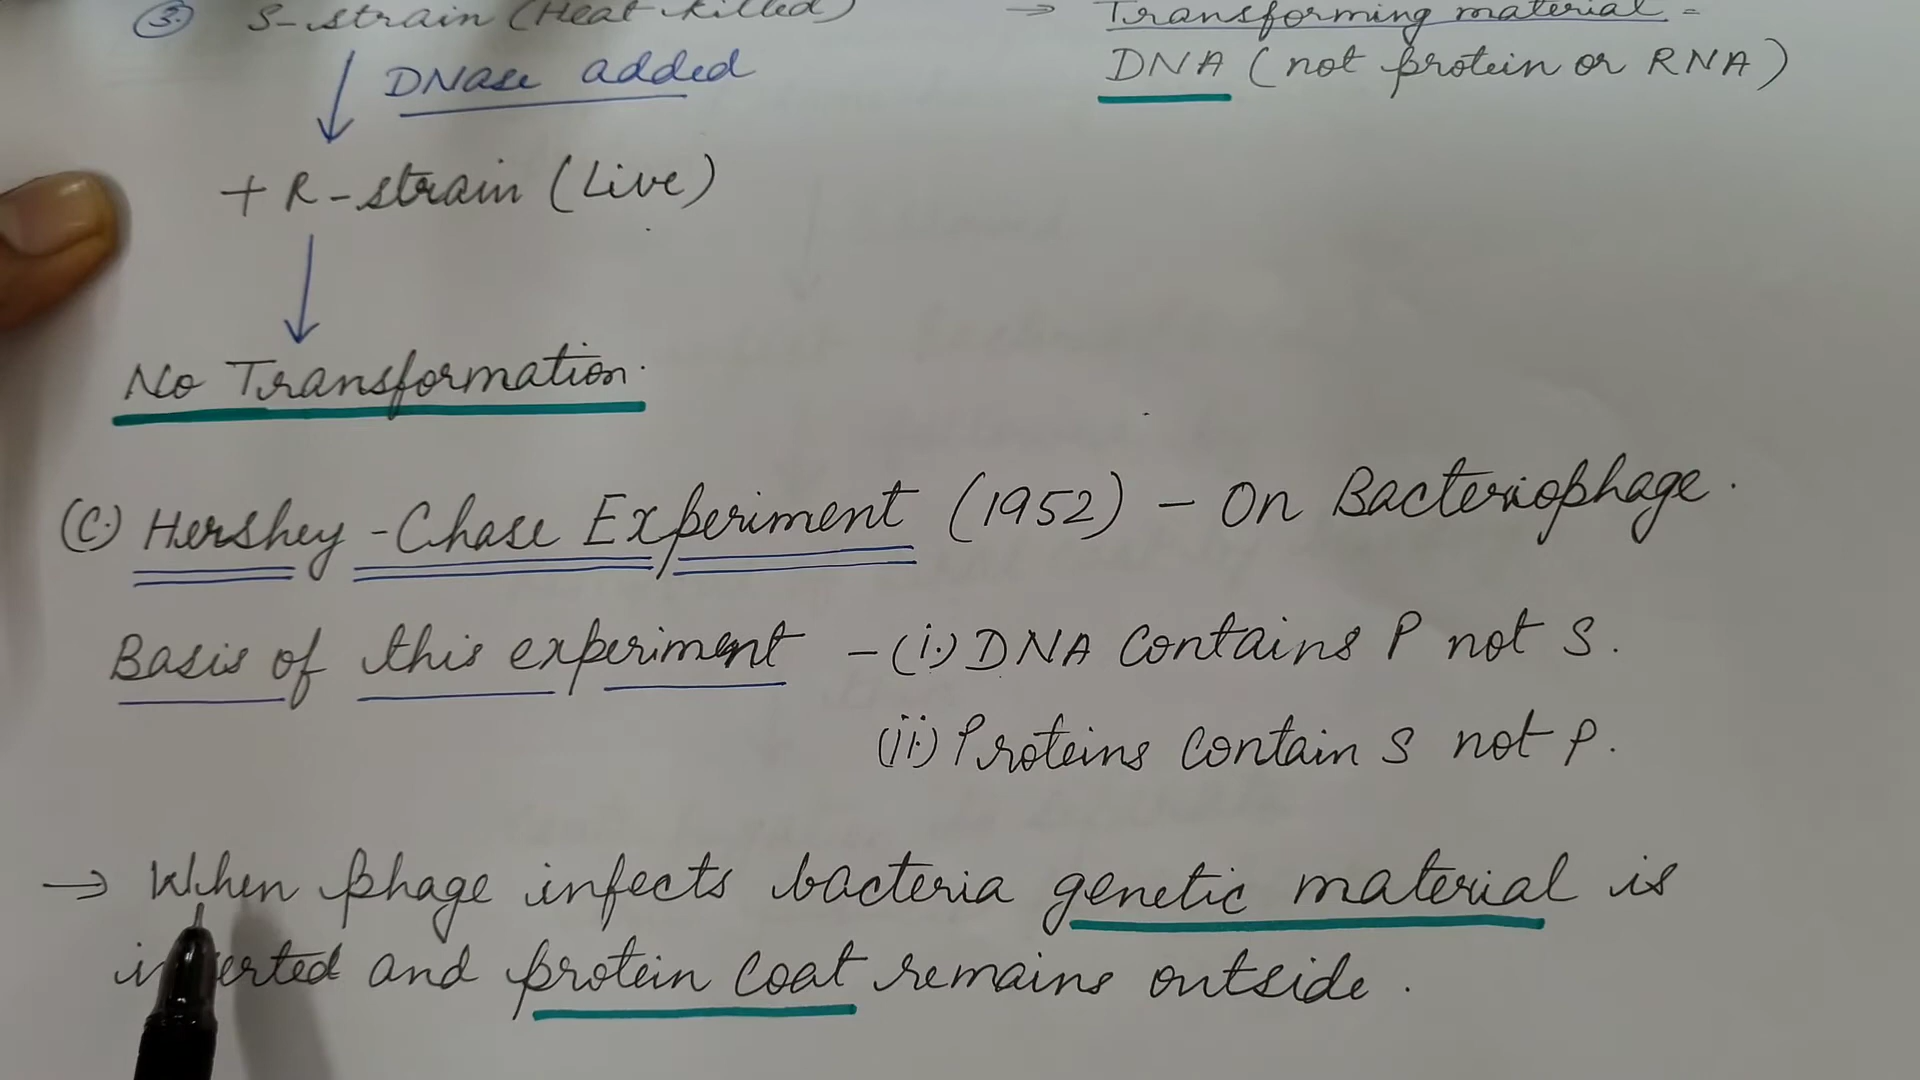 ③ S-strain (Heat killed)
DNase added
+ R-strain (Live)
No Transformation.
→ Transforming material =
DNA (not protein or RNA)
(C) Hershey-Chase Experiment (1952) - On Bacteriophage.
Basis of this experiment - (i) DNA Contains P not S.
(ii) Proteins Contain S not P.
→ When phage infects bacteria genetic material is
and protein coat remains outside.